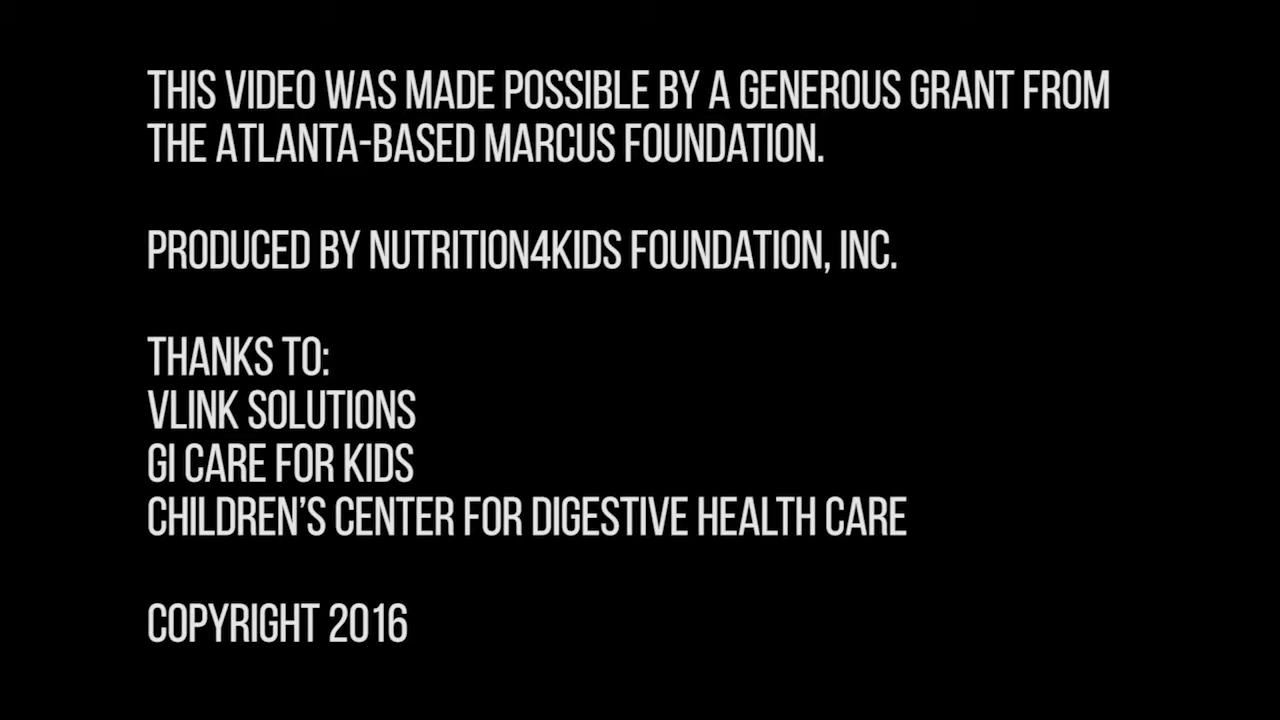 THIS VIDEO WAS MADE POSSIBLE BY A GENEROUS GRANT FROM
THE ATLANTA-BASED MARCUS FOUNDATION.
PRODUCED BY NUTRITION4KIDS FOUNDATION, INC.
THANKS TO:
VLINK SOLUTIONS
GI CARE FOR KIDS
CHILDREN’S CENTER FOR DIGESTIVE HEALTH CARE
COPYRIGHT 2016